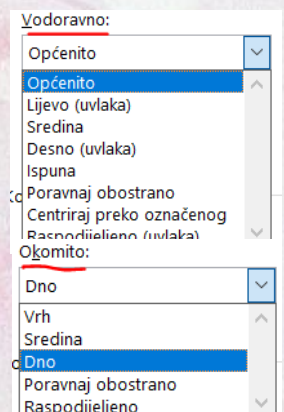 Vodoravno:
Općenito
Općenito
Lijevo (uvlaka)
Sredina
Desno (uvlaka)
Ispuna
Poravnaj obostrano
Centriraj preko označenog
Raspodijeljeno (uvlaka)
Okomito:
Dno
Vrh
Sredina
Dno
Poravnaj obostrano
Raspodijeljeno